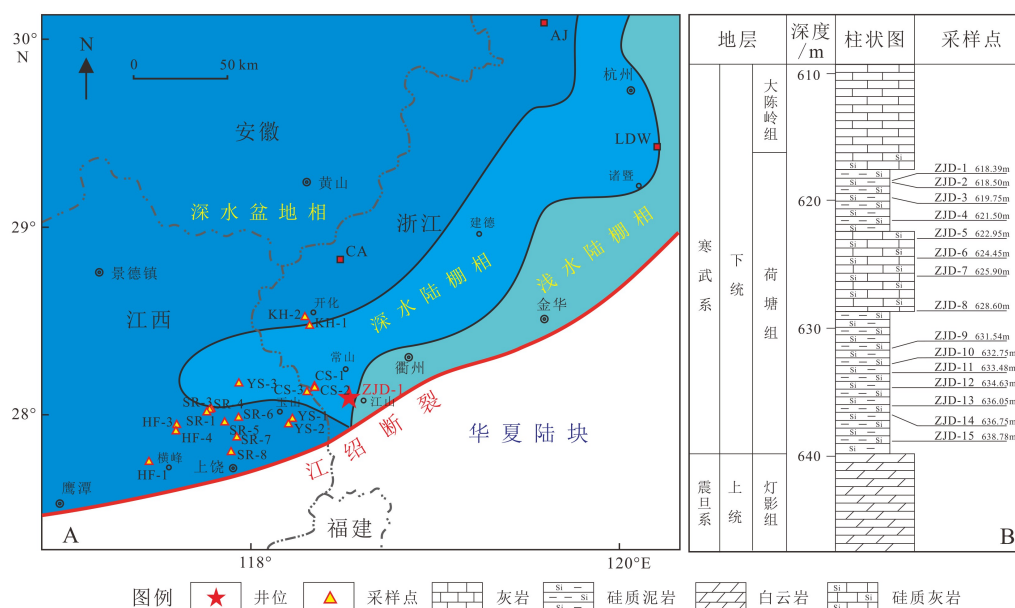 30°
N
N
0 50 km
AJ
杭州
安徽
LDW
黄山
诸暨
深水盆地相
浙江
建德
29°
CA
景德镇
深水陆棚相
浅水陆棚相
开化
KH-2
KH-1
江西
金华
常山
衢州
YS-3
CS-1
CS-3
CS-2
ZJD-1
江山
28°
SR-3
SR-4
SR-1
SR-6
玉山
YS-1
HF-3
SR-5
YS-2
HF-4
SR-7
华夏陆块
SR-8
江绍断裂
横峰
HF-1
上饶
鹰潭
福建
A
118°
120°E
地层
深度
/m
柱状图
采样点
610
620
630
640
寒武系
下统
大陈岭组
荷塘组
震旦系
上统
灯影组
Si Si
Si
ZJD-1 618.39m
ZJD-2 618.50m
ZJD-3 619.75m
ZJD-4 621.50m
ZJD-5 622.95m
ZJD-6 624.45m
ZJD-7 625.90m
ZJD-8 628.60m
ZJD-9 631.54m
ZJD-10 632.75m
ZJD-11 633.48m
ZJD-12 634.63m
ZJD-13 636.05m
ZJD-14 636.75m
ZJD-15 638.78m
B
图例 井位 采样点 灰岩 Si Si 硅质泥岩 白云岩 Si Si 硅质灰岩